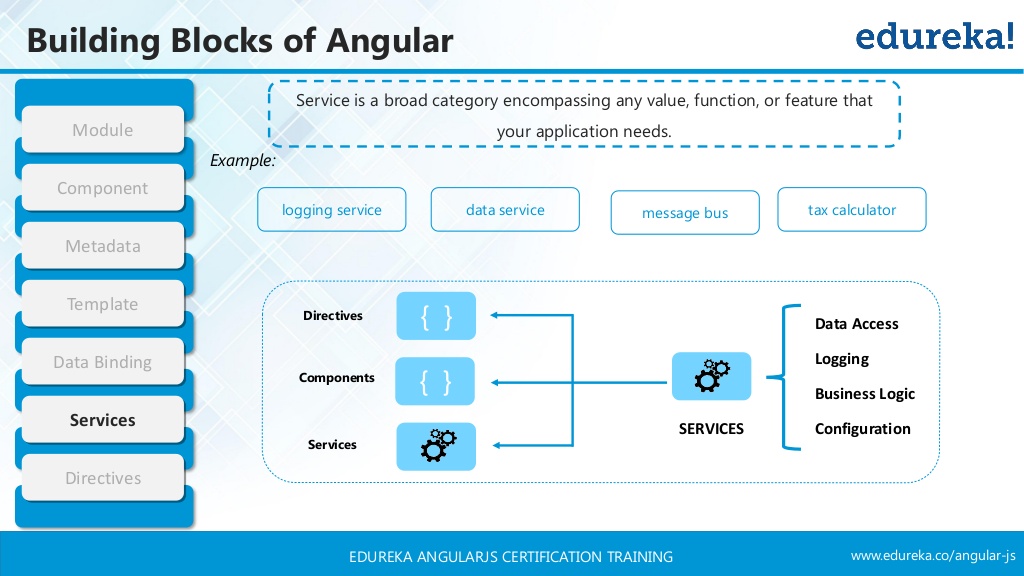 Building Blocks of Angular
edureka!
Module
Component
Metadata
Template
Data Binding
Services
Directives
Service is a broad category encompassing any value, function, or feature that
your application needs.
Example:
logging service
data service
message bus
tax calculator
Directives
{ }
Components
{ }
Services
SERVICES
Data Access
Logging
Business Logic
Configuration
EDUREKA ANGULARJS CERTIFICATION TRAINING
www.edureka.co/angular-js